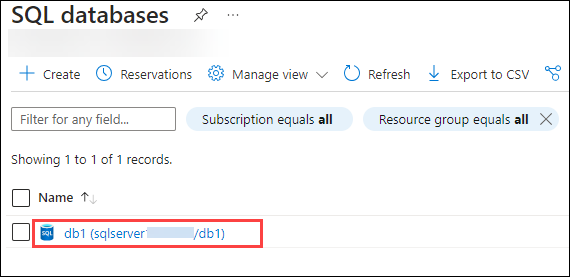 SQL databases
Create Reservations Manage view Refresh Export to CSV
Filter for any field... Subscription equals all Resource group equals all
Showing 1 to 1 of 1 records.
Name
db1 (sqlserver /db1)